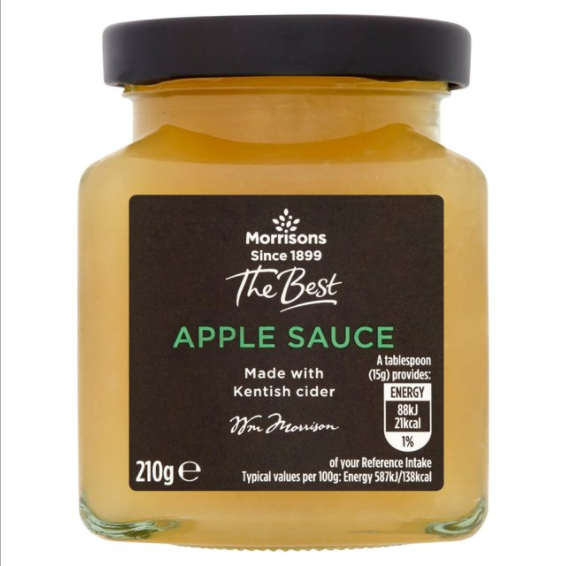 Morrisons
Since 1899
The Best
APPLE SAUCE
Made with
Kentish cider
Wm Morrison
A tablespoon
(15g) provides:
ENERGY
88kJ
21kcal
1%
of your Reference Intake
Typical values per 100g: Energy 587kJ/138kcal
210g ℮